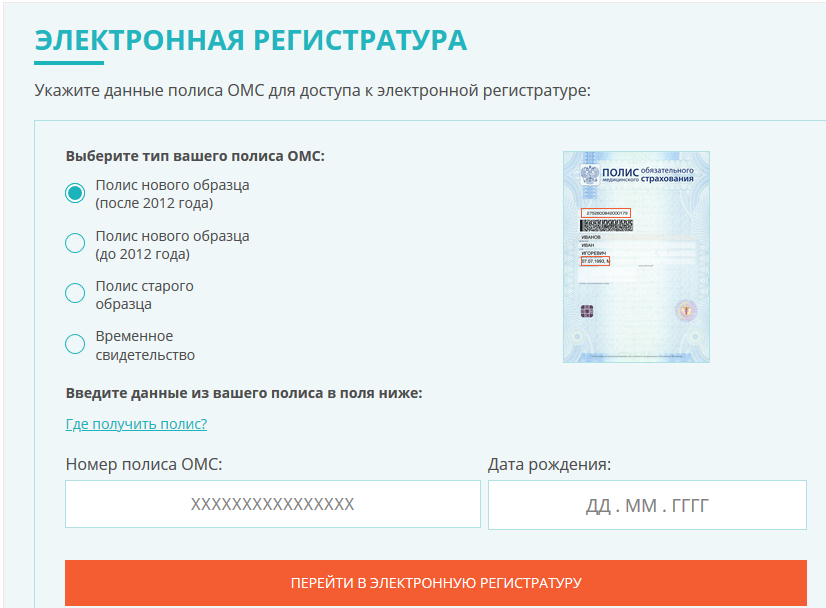 ЭЛЕКТРОННАЯ РЕГИСТРАТУРА
Укажите данные полиса ОМС для доступа к электронной регистратуре:
Выберите тип вашего полиса ОМС:
Полис нового образца
(после 2012 года)
Полис нового образца
(до 2012 года)
Полис старого
образца
Временное
свидетельство
ПОЛИС обязательного
медицинского страхования
ИВАНОВ
ИВАН
ИГОРЕВИЧ
07.07.1993, М
Введите данные из вашего полиса в поля ниже:
Где получить полис?
Номер полиса ОМС:
Дата рождения:
XXXXXXXXXXXXXXXX
ДД . ММ . ГГГГ
ПЕРЕЙТИ В ЭЛЕКТРОННУЮ РЕГИСТРАТУРУ